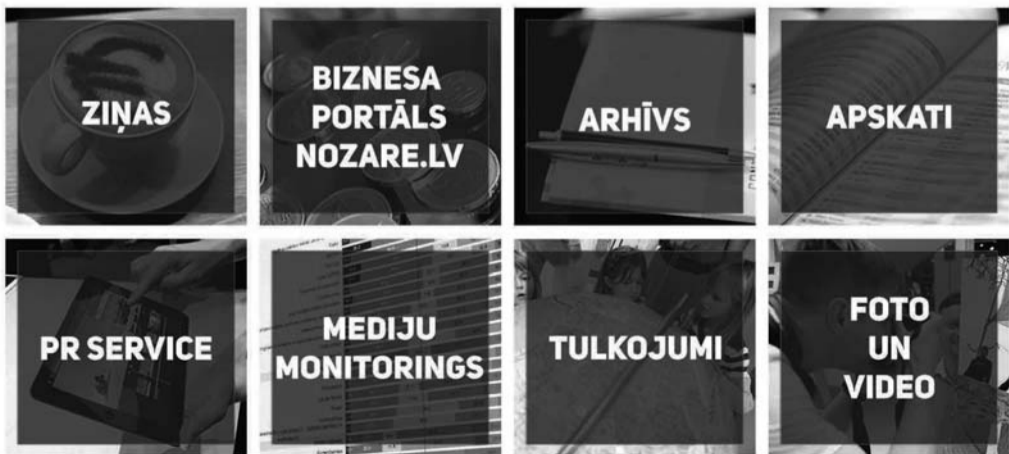 ZIŅAS
BIZNESA
PORTĀLS
NOZARE.LV
ARHĪVS
APSKATI
PR SERVICE
MEDIJU
MONITORINGS
TULKOJUMI
FOTO
UN
VIDEO